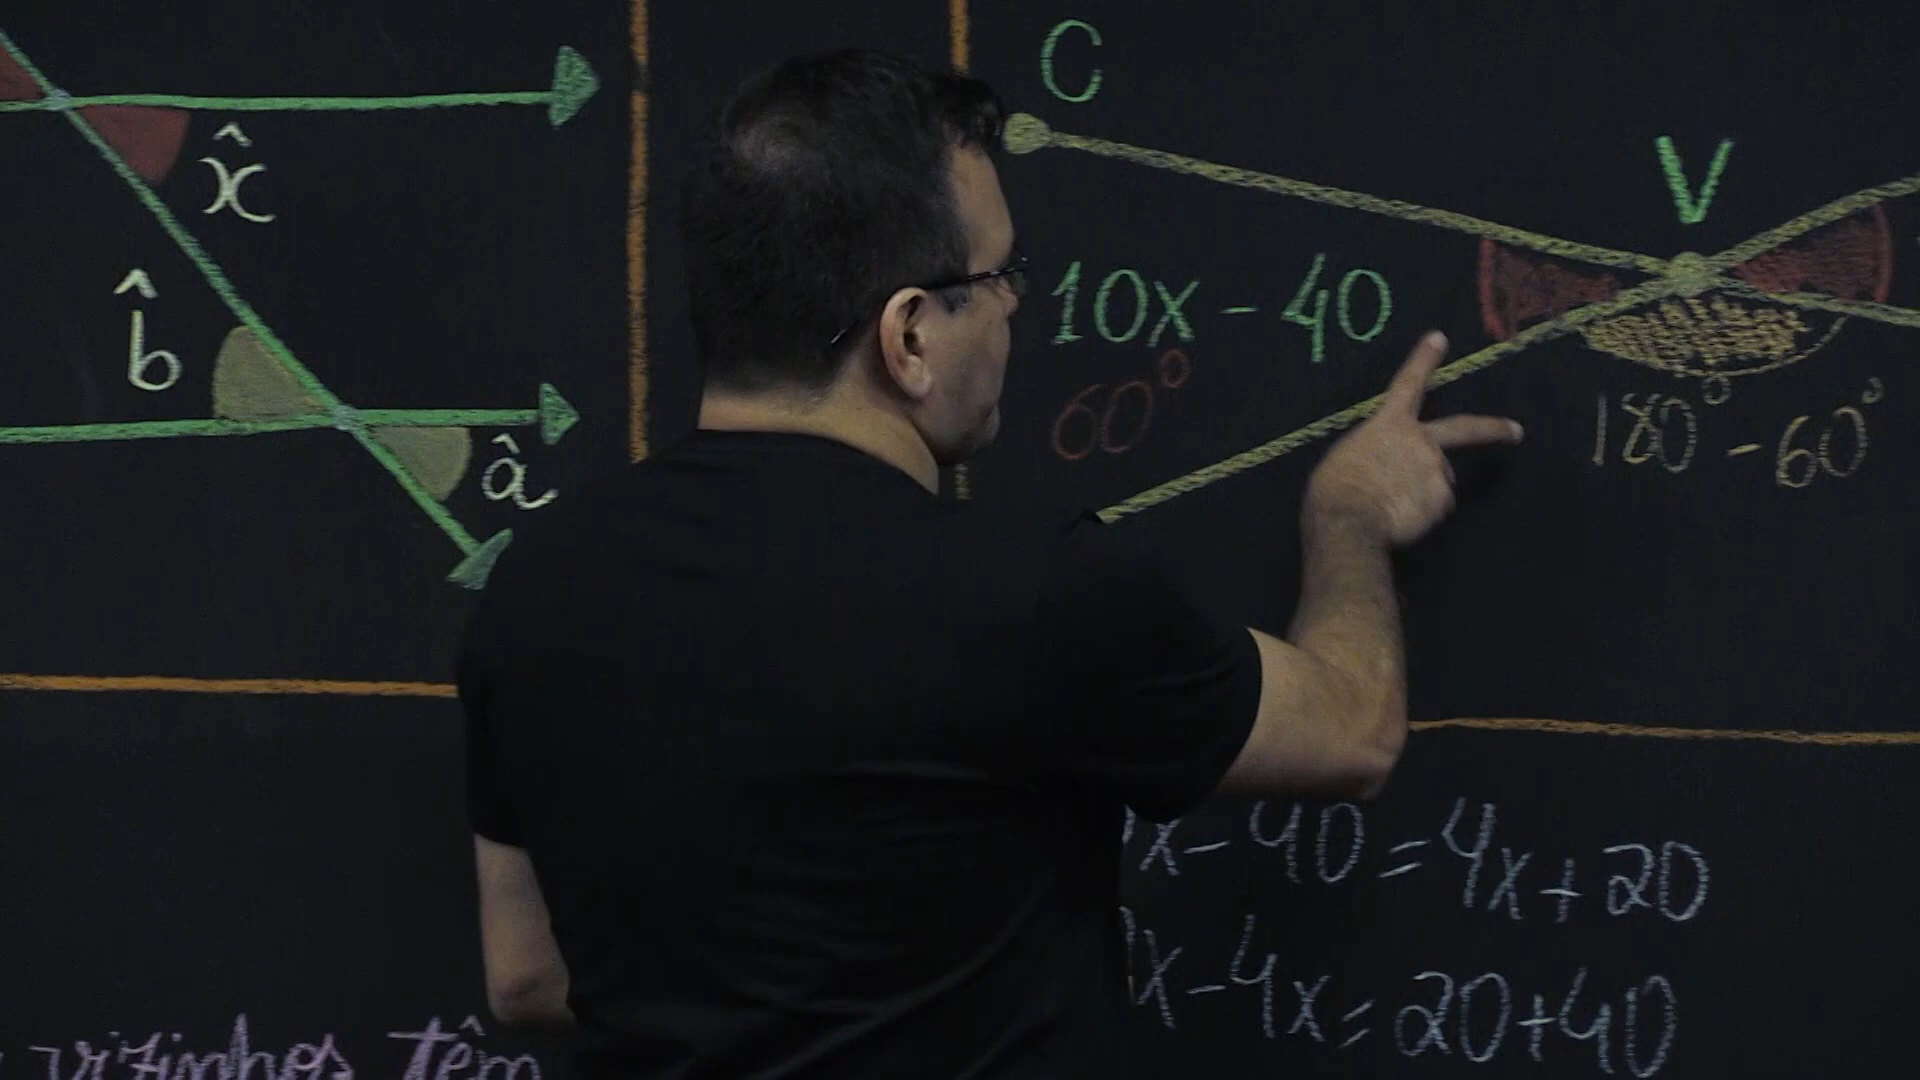 x̂
b̂
â
C
V
10x - 40
60°
180° - 60°
x - 40 = 4x + 20
x - 4x = 20 + 40
vizinhos têm